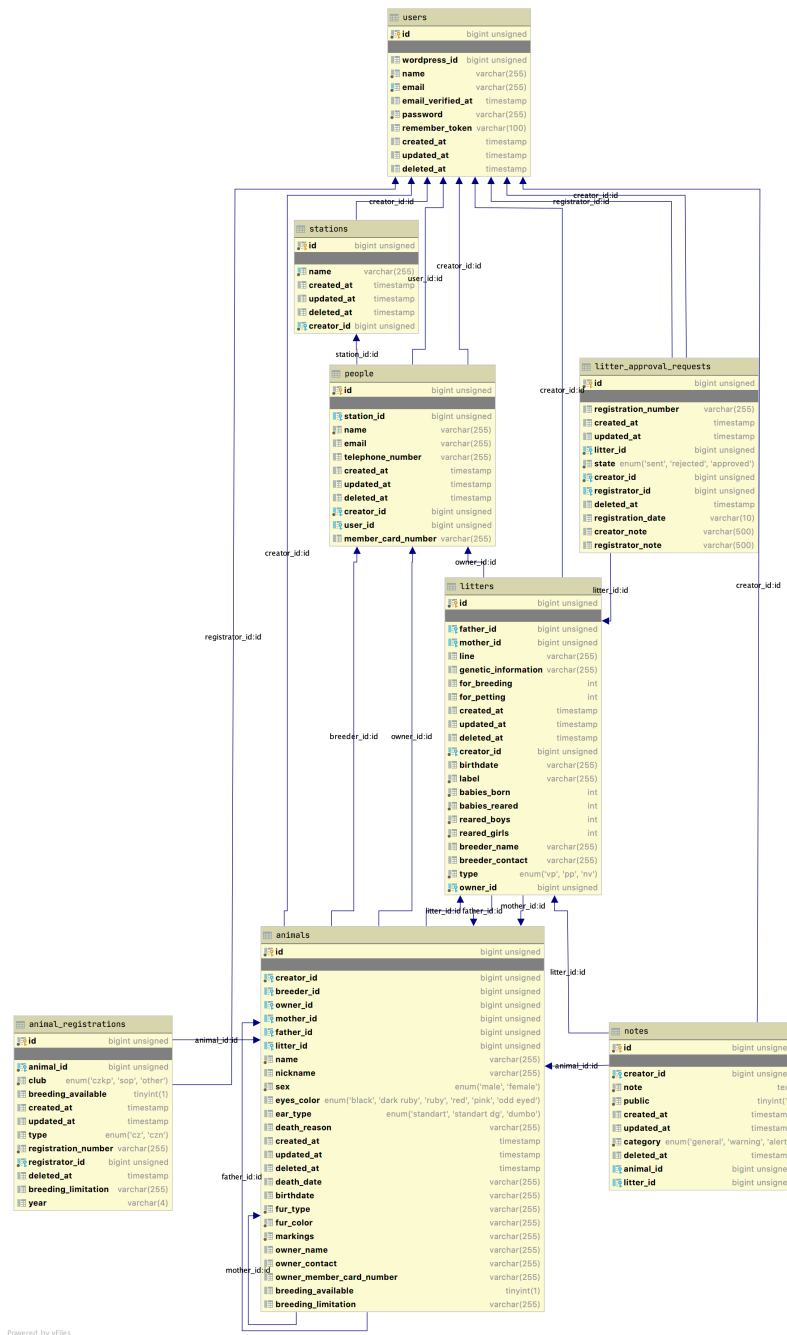 users
id bigint unsigned
wordpress_id bigint unsigned
name varchar(255)
email varchar(255)
email_verified_at timestamp
password varchar(255)
remember_token varchar(100)
created_at timestamp
updated_at timestamp
deleted_at timestamp
creator_id:id
creator_id:id
registrator_id:id
stations
id bigint unsigned
name varchar(255)
created_at timestamp
updated_at timestamp
deleted_at timestamp
creator_id bigint unsigned
creator_id:id
user_id:id
station_id:id
people
id bigint unsigned
station_id bigint unsigned
name varchar(255)
email varchar(255)
telephone_number varchar(255)
created_at timestamp
updated_at timestamp
deleted_at timestamp
creator_id bigint unsigned
user_id bigint unsigned
member_card_number varchar(255)
litter_approval_requests
id bigint unsigned
registration_number varchar(255)
created_at timestamp
updated_at timestamp
litter_id bigint unsigned
state enum('sent', 'rejected', 'approved')
creator_id bigint unsigned
registrator_id bigint unsigned
deleted_at timestamp
registration_date varchar(10)
creator_note varchar(500)
registrator_note varchar(500)
creator_id:id
creator_id:id
owner_id:id
litter_id:id
creator_id:id
registrator_id:id
litters
id bigint unsigned
father_id bigint unsigned
mother_id bigint unsigned
line varchar(255)
genetic_information varchar(255)
for_breeding int
for_petting int
created_at timestamp
updated_at timestamp
deleted_at timestamp
creator_id bigint unsigned
birthdate varchar(255)
label varchar(255)
babies_born int
babies_reared int
reared_boys int
reared_girls int
breeder_name varchar(255)
breeder_contact varchar(255)
type enum('vp', 'pp', 'nv')
owner_id bigint unsigned
breeder_id:id
owner_id:id
litter_id:id
father_id:id
mother_id:id
litter_id:id
animals
id bigint unsigned
creator_id bigint unsigned
breeder_id bigint unsigned
owner_id bigint unsigned
mother_id bigint unsigned
father_id bigint unsigned
litter_id bigint unsigned
name varchar(255)
nickname varchar(255)
sex enum('male', 'female')
eyes_color enum('black', 'dark ruby', 'ruby', 'red', 'pink', 'odd eyed')
ear_type enum('standart', 'standart dg', 'dumbo')
death_reason varchar(255)
created_at timestamp
updated_at timestamp
deleted_at timestamp
death_date varchar(255)
birthdate varchar(255)
fur_type varchar(255)
fur_color varchar(255)
markings varchar(255)
owner_name varchar(255)
owner_contact varchar(255)
owner_member_card_number varchar(255)
breeding_available tinyint(1)
breeding_limitation varchar(255)
animal_registrations
id bigint unsigned
animal_id bigint unsigned
club enum('czkp', 'sop', 'other')
breeding_available tinyint(1)
created_at timestamp
updated_at timestamp
type enum('cz', 'czn')
registration_number varchar(255)
registrator_id bigint unsigned
deleted_at timestamp
breeding_limitation varchar(255)
year varchar(4)
animal_id:id
animal_id:id
father_id:id
mother_id:id
notes
id bigint unsigne
creator_id bigint unsigne
note te
public tinyint(
created_at timestam
updated_at timestam
category enum('general', 'warning', 'alert
deleted_at timestam
animal_id bigint unsigne
litter_id bigint unsigne
Powered by yFiles